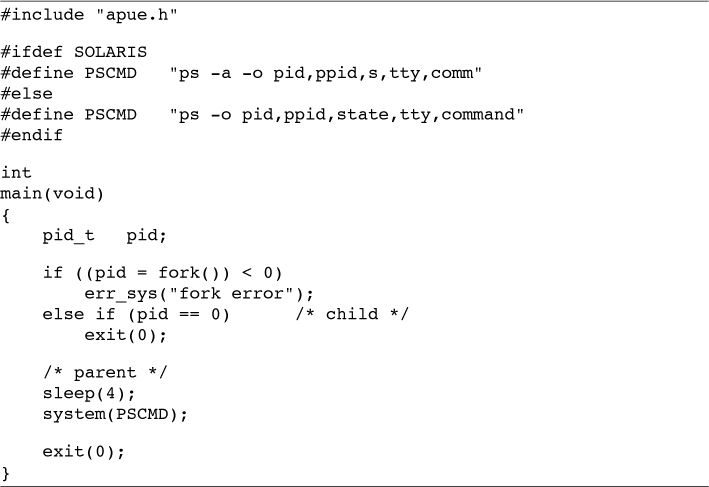 #include "apue.h"
#ifdef SOLARIS
#define PSCMD   "ps -a -o pid,ppid,s,tty,comm"
#else
#define PSCMD   "ps -o pid,ppid,state,tty,command"
#endif
int
main(void)
{
    pid_t   pid;
    if ((pid = fork()) < 0)
        err_sys("fork error");
    else if (pid == 0)      /* child */
        exit(0);
    /* parent */
    sleep(4);
    system(PSCMD);
    exit(0);
}